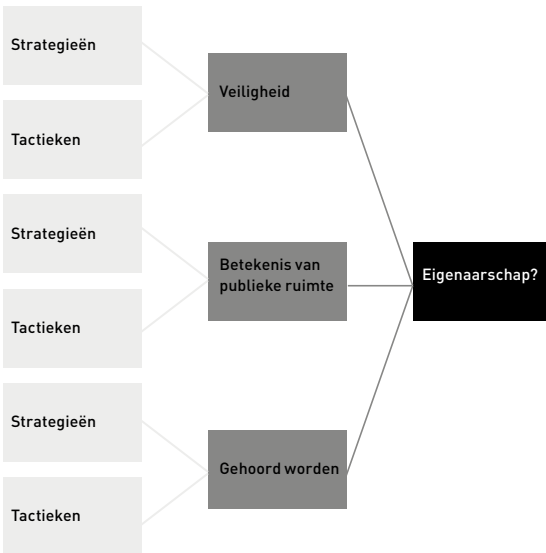 Strategieën
Tactieken
Veiligheid
Strategieën
Tactieken
Betekenis van
publieke ruimte
Strategieën
Tactieken
Gehoord worden
Eigenaarschap?